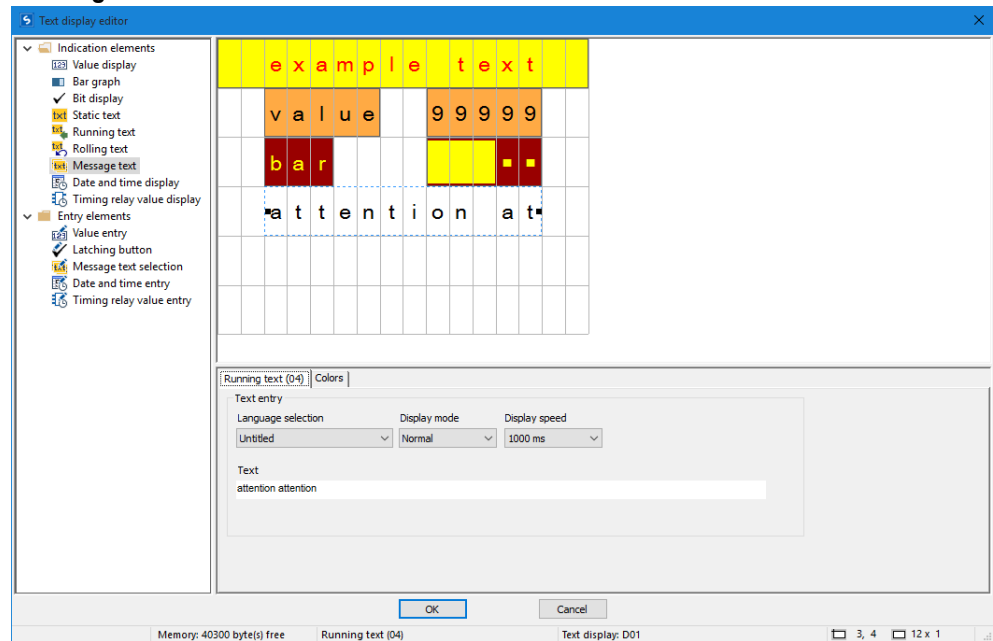 Text display editor
Indication elements
Value display
Bar graph
Bit display
Static text
Running text
Rolling text
Message text
Date and time display
Timing relay value display
Entry elements
Value entry
Latching button
Message text selection
Date and time entry
Timing relay value entry
example text
value 99999
bar
attention at
Running text (04) Colors
Text entry
Language selection Display mode Display speed
Untitled Normal 1000 ms
Text
attention attention
OK Cancel
Memory: 40300 byte(s) free Running text (04) Text display: D01 3, 4 12 x 1